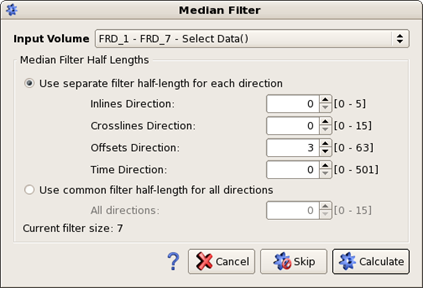 Median Filter
Input Volume FRD_1 - FRD_7 - Select Data()
Median Filter Half Lengths
Use separate filter half-length for each direction
Inlines Direction: 0 [0 - 5]
Crosslines Direction: 0 [0 - 15]
Offsets Direction: 3 [0 - 63]
Time Direction: 0 [0 - 501]
Use common filter half-length for all directions
All directions: 0 [0 - 15]
Current filter size: 7
? Cancel Skip Calculate